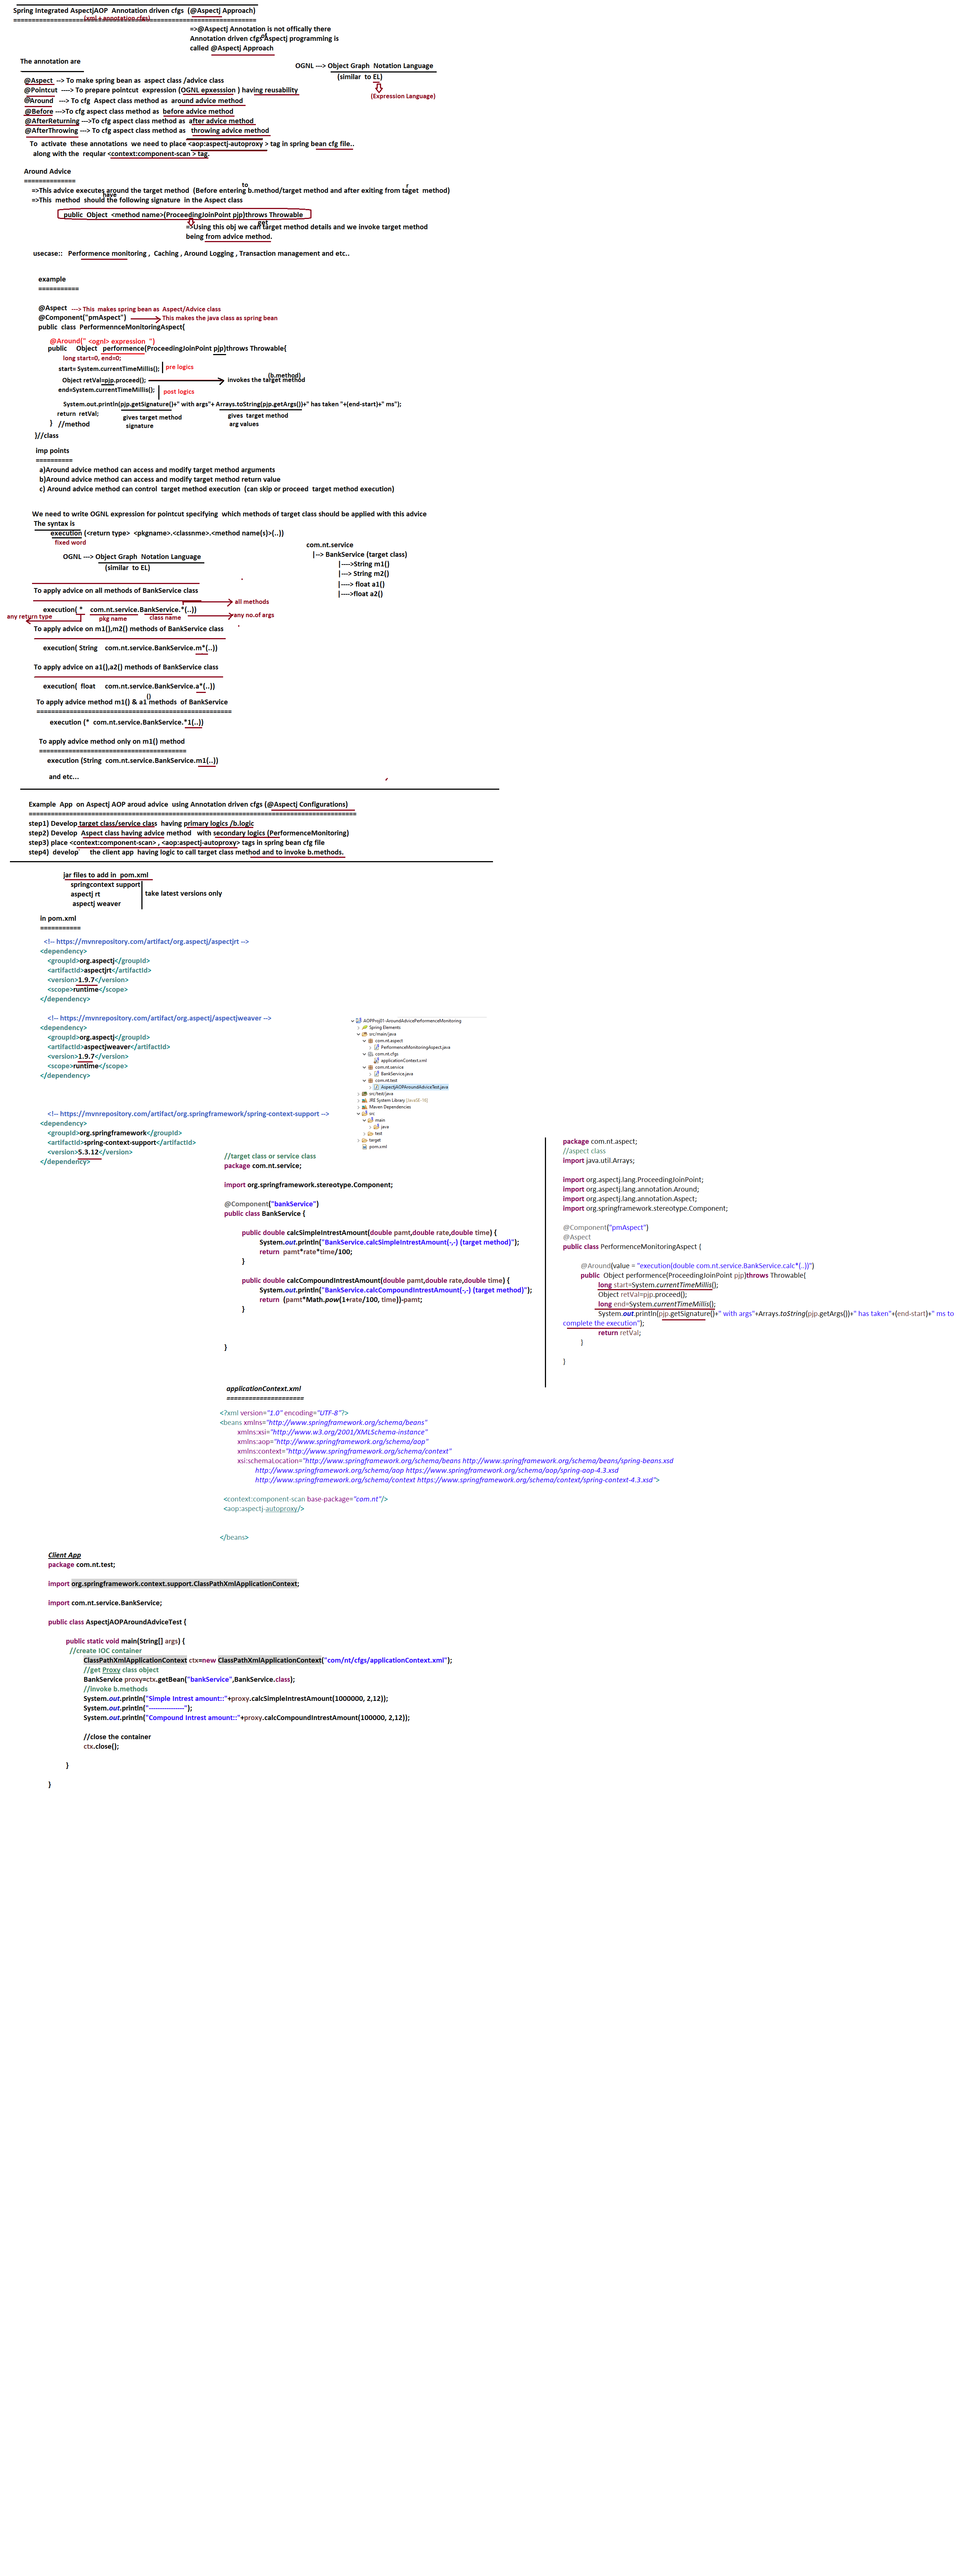 Spring Integrated AspectjAOP  Annotation driven cfgs  (@Aspectj Approach)
(xml + annotation cfgs)
=>@Aspectj Annotation is not offically there
Annotation driven cfgs Aspectj programming is
of
called @Aspectj Approach
The annotation are
OGNL ---> Object Graph  Notation Language
(similar  to EL)
(Expression Language)
@Aspect  --> To make spring bean as  aspect class /advice class
@Pointcut  ----> To prepare pointcut  expression (OGNL epxesssion ) having reusability
@Around   ---> To cfg  Aspect class method as  around advice method
@Before --->To cfg aspect class method as  before advice method
@AfterReturning --->To cfg aspect class method as  after advice method
@AfterThrowing ---> To cfg aspect class method as   throwing advice method
To  activate  these annotations  we need to place <aop:aspectj-autoproxy > tag in spring bean cfg file..
along with the  reqular <context:component-scan > tag.
Around  Advice
==============
to
=>This advice executes around the target method  (Before entering b.method/target method and after exiting from taget  method)
r
have
=>This  method  should the following signature  in the Aspect class
public  Object  <method name>(ProceedingJoinPoint pjp)throws Throwable
get
=>Using this obj we can target method details and we invoke target method
being from advice method.
usecase::   Performence monitoring ,  Caching , Around Logging , Transaction management and etc..
example
===========
@Aspect  ---> This  makes spring bean as  Aspect/Advice class
@Component("pmAspect")  This makes the java class as spring bean
public  class  PerformennceMonitoringAspect{
@Around(" <ognl> expression  ")
public     Object   performence(ProceedingJoinPoint pjp)throws Throwable{
long start=0, end=0;
start= System.currentTimeMillis();  pre logics
(b.method)
Object retVal=pjp.proceed();  invokes the target method
end=System.currentTimeMillis();  post logics
System.out.println(pjp.getSignature()+" with args"+ Arrays.toString(pjp.getArgs())+" has taken "+(end-start)+" ms");
return  retVal;
gives target method
signature
gives  target method
arg values
}   //method
}//class
imp points
==========
a)Around advice method can access and modify target method arguments
b)Around advice method can access and modify target method return value
c) Around advice method can control  target method execution  (can skip or proceed  target method execution)
We need to write OGNL expression for pointcut specifying  which methods of target class should be applied with this advice
The syntax is
execution (<return type>  <pkgname>.<classnme>.<method name(s)>(..))
fixed word
OGNL ---> Object Graph  Notation Language
(similar  to  EL)
com.nt.service
|--> BankService (target class)
|---->String m1()
|---> String m2()
|----> float a1()
|---->float a2()
To apply advice on all methods of BankService class
all methods
execution( *    com.nt.service.BankService.*(..))
any return type
pkg name
class name
any no.of args
To apply advice on m1(),m2() methods of BankService class
execution( String    com.nt.service.BankService.m*(..))
To apply advice on a1(),a2() methods of BankService class
execution(  float     com.nt.service.BankService.a*(..))
()
To apply advice method m1() & a1 methods  of BankService
====================================================
execution (*  com.nt.service.BankService.*1(..))
To apply advice method only on m1() method
========================================
execution (String  com.nt.service.BankService.m1(..))
and etc...
Example  App  on Aspectj AOP aroud advice  using Annotation driven cfgs (@Aspectj Configurations)
step1) Develop target class/service class  having primary logics /b.logic
step2) Develop  Aspect class having advice method   with secondary logics (PerformenceMonitoring)
step3) place <context:component-scan> , <aop:aspectj-autoproxy> tags in spring bean cfg file
step4)  develop      the client app  having logic to call target class method and to invoke b.methods.
jar files to add in  pom.xml
springcontext support
aspectj rt
aspectj weaver
take latest versions only
in pom.xml
===========
<!-- https://mvnrepository.com/artifact/org.aspectj/aspectjrt -->
<dependency>
<groupId>org.aspectj</groupId>
<artifactId>aspectjrt</artifactId>
<version>1.9.7</version>
<scope>runtime</scope>
</dependency>
<!-- https://mvnrepository.com/artifact/org.aspectj/aspectjweaver -->
<dependency>
<groupId>org.aspectj</groupId>
<artifactId>aspectjweaver</artifactId>
<version>1.9.7</version>
<scope>runtime</scope>
</dependency>
<!-- https://mvnrepository.com/artifact/org.springframework/spring-context-support -->
<dependency>
<groupId>org.springframework</groupId>
<artifactId>spring-context-support</artifactId>
<version>5.3.12</version>
</dependency>
AOPProj01-AroundAdvicePerformenceMonitoring
Spring Elements
src/main/java
com.nt.aspect
PerformenceMonitoringAspect.java
com.nt.cfgs
applicationContext.xml
com.nt.service
BankService.java
com.nt.test
AspectjAOPAroundAdviceTest.java
src/test/java
JRE System Library [JavaSE-16]
Maven Dependencies
src
main
java
test
target
pom.xml
//target class or service class
package com.nt.service;
import org.springframework.stereotype.Component;
@Component("bankService")
public class BankService {
public double calcSimpleIntrestAmount(double pamt,double rate,double time) {
System.out.println("BankService.calcSimpleIntrestAmount(-,-) (target method)");
return  pamt*rate*time/100;
}
public double calcCompoundIntrestAmount(double pamt,double rate,double time) {
System.out.println("BankService.calcCompoundIntrestAmount(-,-) (target method)");
return  (pamt*Math.pow(1+rate/100, time))-pamt;
}
}
package com.nt.aspect;
//aspect class
import java.util.Arrays;
import org.aspectj.lang.ProceedingJoinPoint;
import org.aspectj.lang.annotation.Around;
import org.aspectj.lang.annotation.Aspect;
import org.springframework.stereotype.Component;
@Component("pmAspect")
@Aspect
public class PerformenceMonitoringAspect {
@Around(value = "execution(double com.nt.service.BankService.calc*(..))")
public  Object performence(ProceedingJoinPoint pjp)throws Throwable{
long start=System.currentTimeMillis();
Object retVal=pjp.proceed();
long end=System.currentTimeMillis();
System.out.println(pjp.getSignature()+" with args"+Arrays.toString(pjp.getArgs())+" has taken"+(end-start)+" ms to
complete the execution");
return retVal;
}
}
applicationContext.xml
=====================
<?xml version="1.0" encoding="UTF-8"?>
<beans xmlns="http://www.springframework.org/schema/beans"
xmlns:xsi="http://www.w3.org/2001/XMLSchema-instance"
xmlns:aop="http://www.springframework.org/schema/aop"
xmlns:context="http://www.springframework.org/schema/context"
xsi:schemaLocation="http://www.springframework.org/schema/beans http://www.springframework.org/schema/beans/spring-beans.xsd
http://www.springframework.org/schema/aop https://www.springframework.org/schema/aop/spring-aop-4.3.xsd
http://www.springframework.org/schema/context https://www.springframework.org/schema/context/spring-context-4.3.xsd">
<context:component-scan base-package="com.nt"/>
<aop:aspectj-autoproxy/>
</beans>
Client App
package com.nt.test;
import org.springframework.context.support.ClassPathXmlApplicationContext;
import com.nt.service.BankService;
public class AspectjAOPAroundAdviceTest {
public static void main(String[] args) {
//create IOC container
ClassPathXmlApplicationContext ctx=new ClassPathXmlApplicationContext("com/nt/cfgs/applicationContext.xml");
//get Proxy class object
BankService proxy=ctx.getBean("bankService",BankService.class);
//invoke b.methods
System.out.println("Simple Intrest amount::"+proxy.calcSimpleIntrestAmount(1000000, 2,12));
System.out.println("----------------");
System.out.println("Compound Intrest amount::"+proxy.calcCompoundIntrestAmount(100000, 2,12));
//close the container
ctx.close();
}
}